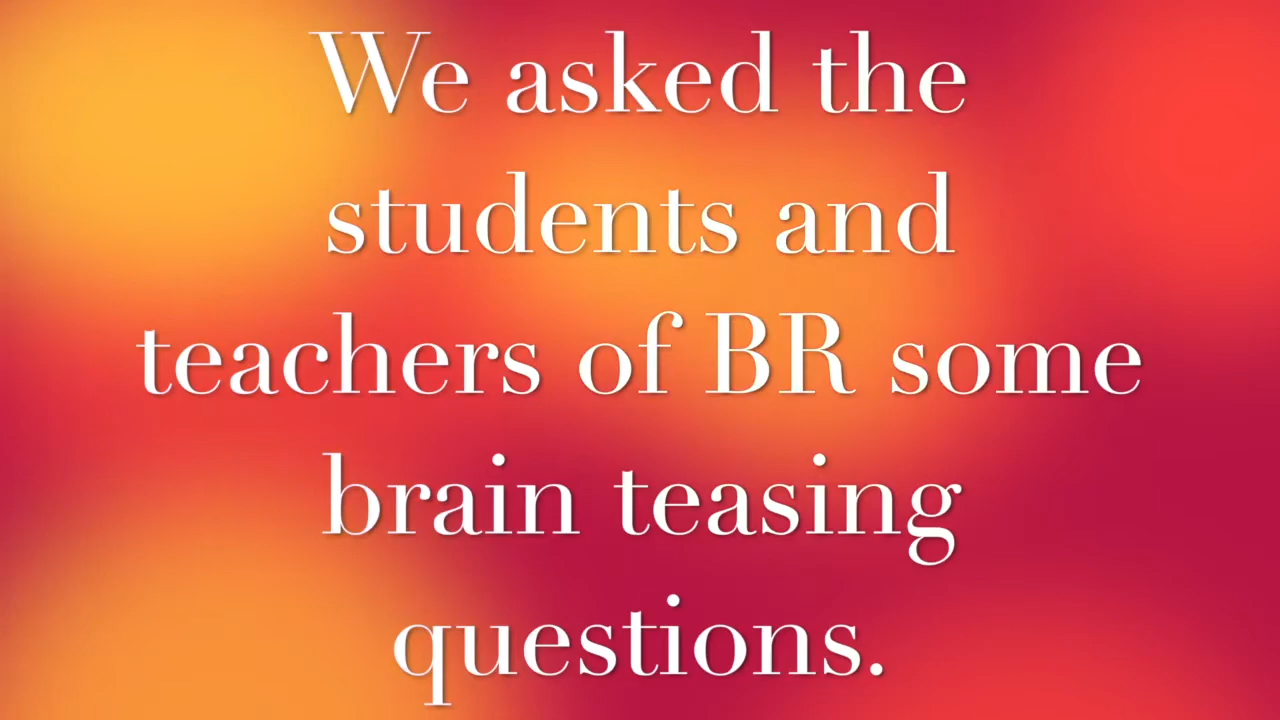 We asked the
students and
teachers of BR some
brain teasing
questions.